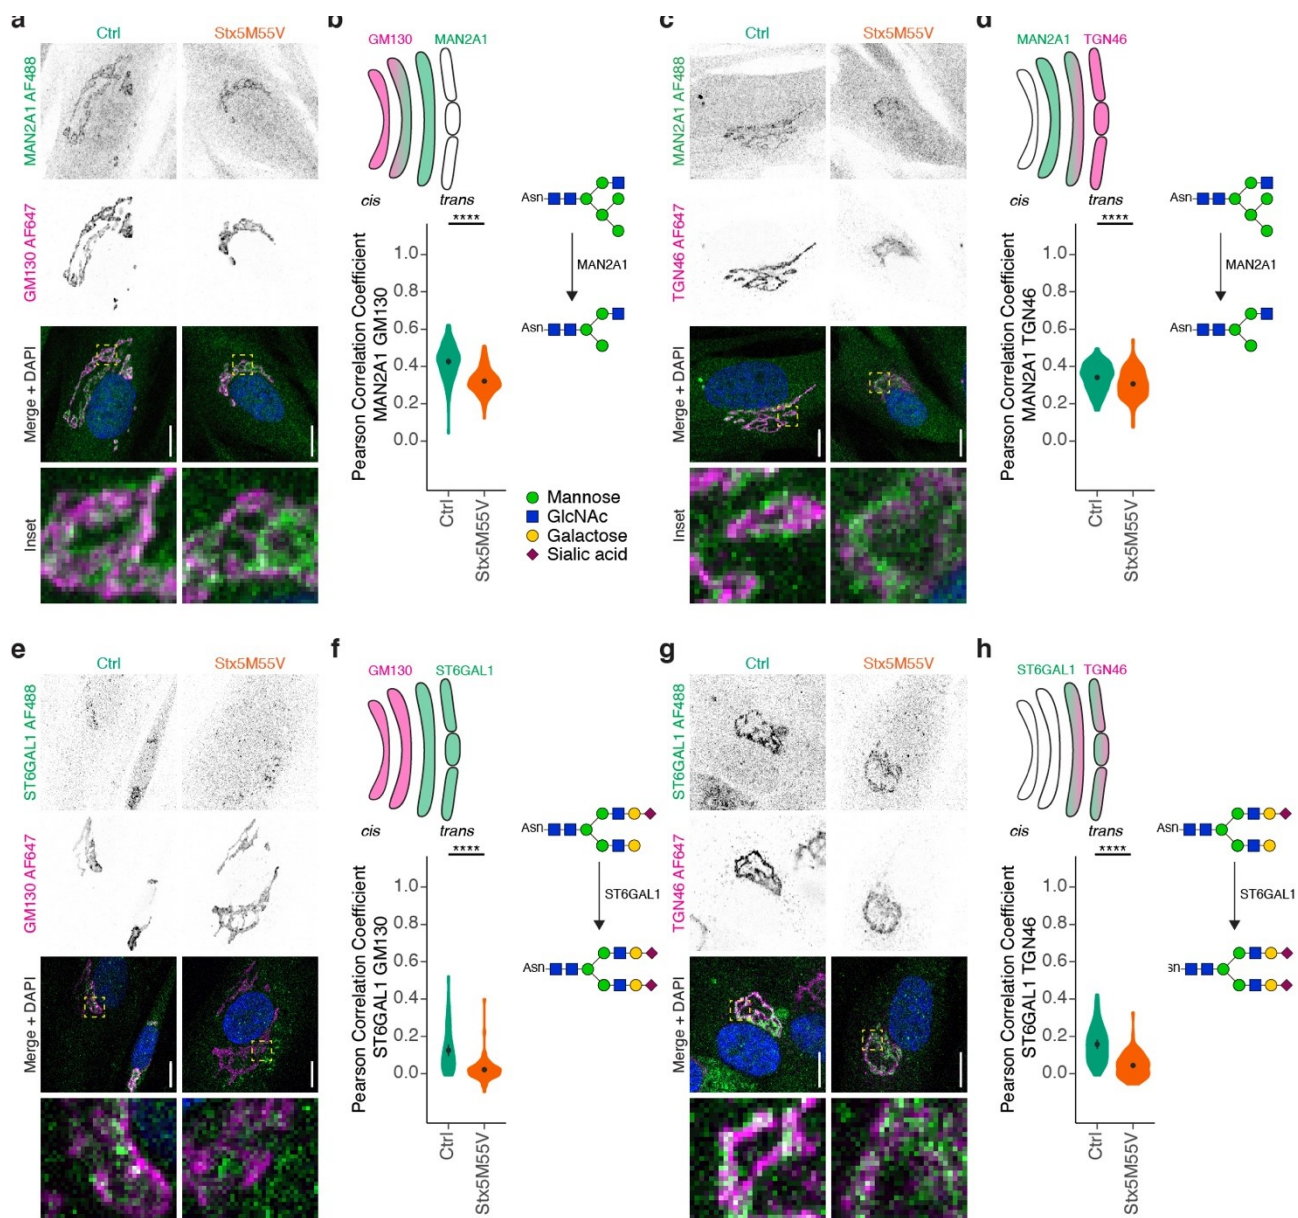 a
Ctrl
Stx5M55V
MAN2A1 AF488
GM130 AF647
Merge + DAPI
Inset
b
GM130
MAN2A1
cis
trans
****
Pearson Correlation Coefficient
MAN2A1 GM130
1.0
0.8
0.6
0.4
0.2
0.0
Ctrl
Stx5M55V
Asn
MAN2A1
Asn
Mannose
GlcNAc
Galactose
Sialic acid
c
Ctrl
Stx5M55V
MAN2A1 AF488
TGN46 AF647
Merge + DAPI
Inset
d
MAN2A1
TGN46
cis
trans
****
Pearson Correlation Coefficient
MAN2A1 TGN46
1.0
0.8
0.6
0.4
0.2
0.0
Ctrl
Stx5M55V
Asn
MAN2A1
Asn
e
Ctrl
Stx5M55V
ST6GAL1 AF488
GM130 AF647
Merge + DAPI
Inset
f
GM130
ST6GAL1
cis
trans
****
Pearson Correlation Coefficient
ST6GAL1 GM130
1.0
0.8
0.6
0.4
0.2
0.0
Ctrl
Stx5M55V
Asn
ST6GAL1
Asn
g
Ctrl
Stx5M55V
ST6GAL1 AF488
TGN46 AF647
Merge + DAPI
Inset
h
ST6GAL1
TGN46
cis
trans
****
Pearson Correlation Coefficient
ST6GAL1 TGN46
1.0
0.8
0.6
0.4
0.2
0.0
Ctrl
Stx5M55V
Asn
ST6GAL1
sn